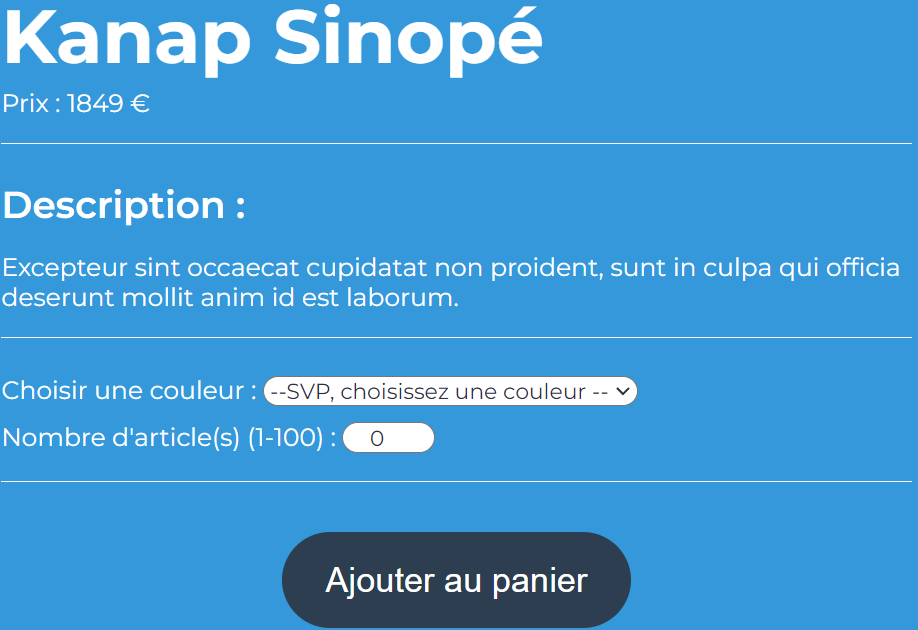 Kanap Sinopé
Prix : 1849 €
Description :
Excepteur sint occaecat cupidatat non proident, sunt in culpa qui officia
deserunt mollit anim id est laborum.
Choisir une couleur : --SVP, choisissez une couleur --
Nombre d'article(s) (1-100) : 0
Ajouter au panier